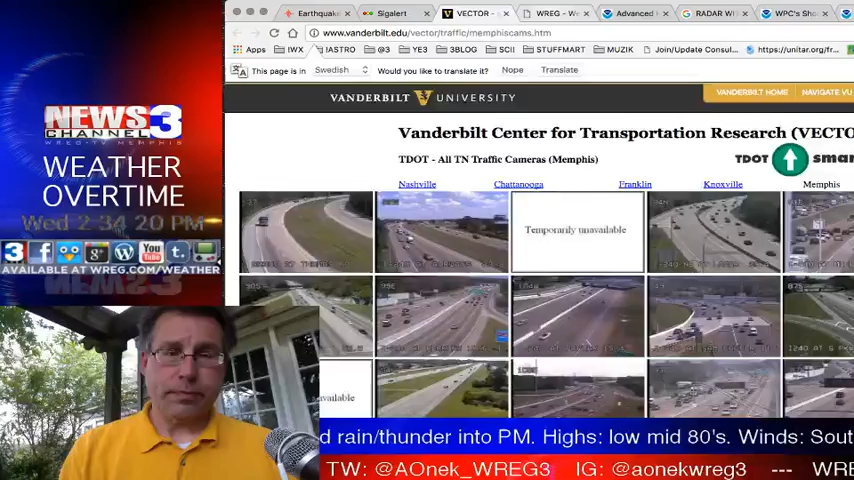 Earthquake
Sigalert
VECTOR -
WREG - We
Advanced
RADAR WI
WPC's Sho
www.vanderbilt.edu/vector/traffic/memphiscams.htm
BOOKMARKS IWX IASTRO @3 YE3 3BLOG SCII STUFFMART MUZIK Join/Update Consul... https://unitar.org/fr...
This page is in Swedish Would you like to translate it? Nope Translate
VANDERBILT V UNIVERSITY
VANDERBILT HOME NAVIGATE VU
Vanderbilt Center for Transportation Research (VECTO
TDOT - All TN Traffic Cameras (Memphis)
TDOT smar
Nashville Chattanooga Franklin Knoxville Memphis
Temporarily unavailable
available
NEWS
CHANNEL 3
WREG-TV MEMPHIS
WEATHER
OVERTIME
Wed 2:34:20 PM
AVAILABLE AT WREG.COM/WEATHER
d rain/thunder into PM. Highs: low mid 80's. Winds: Sout
TW: @AOnek_WREG3 IG: @aonekwreg3 --- WRE